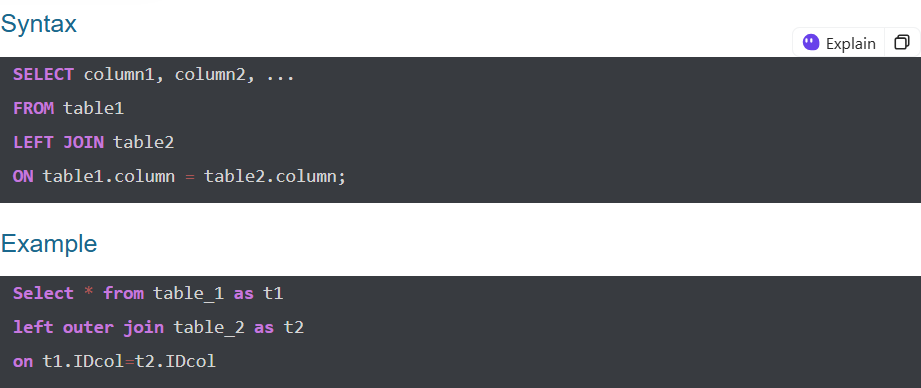 Syntax
Explain
SELECT column1, column2, ...
FROM table1
LEFT JOIN table2
ON table1.column = table2.column;
Example
Select * from table_1 as t1
left outer join table_2 as t2
on t1.IDcol=t2.IDcol